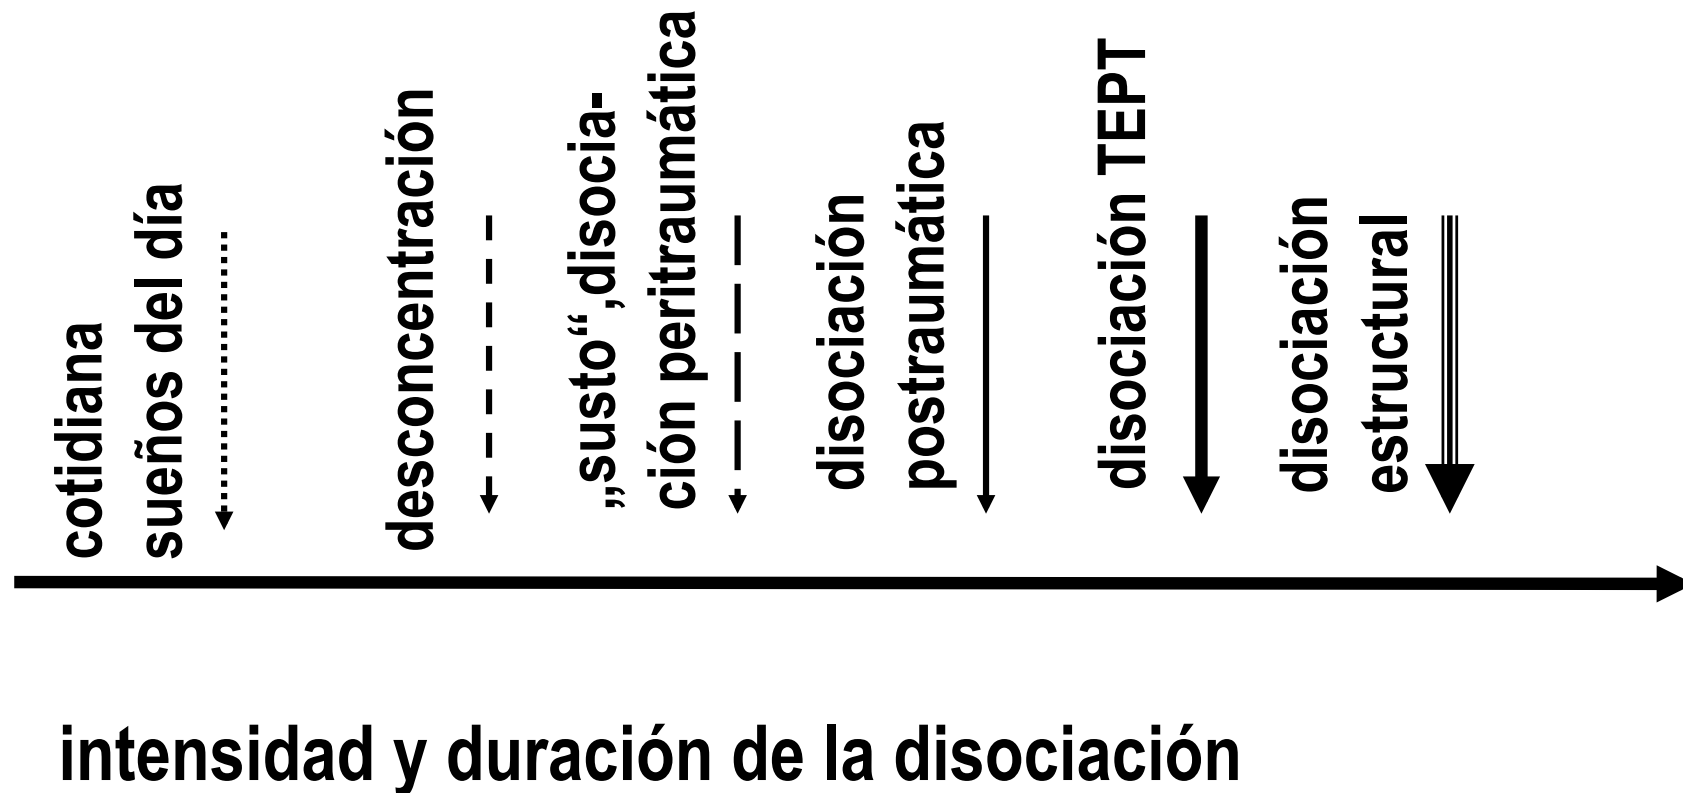 cotidiana
sueños del día
desconcentración
„susto“,disocia-
ción peritraumática
disociación
postraumática
disociación TEPT
disociación
estructural
intensidad y duración de la disociación